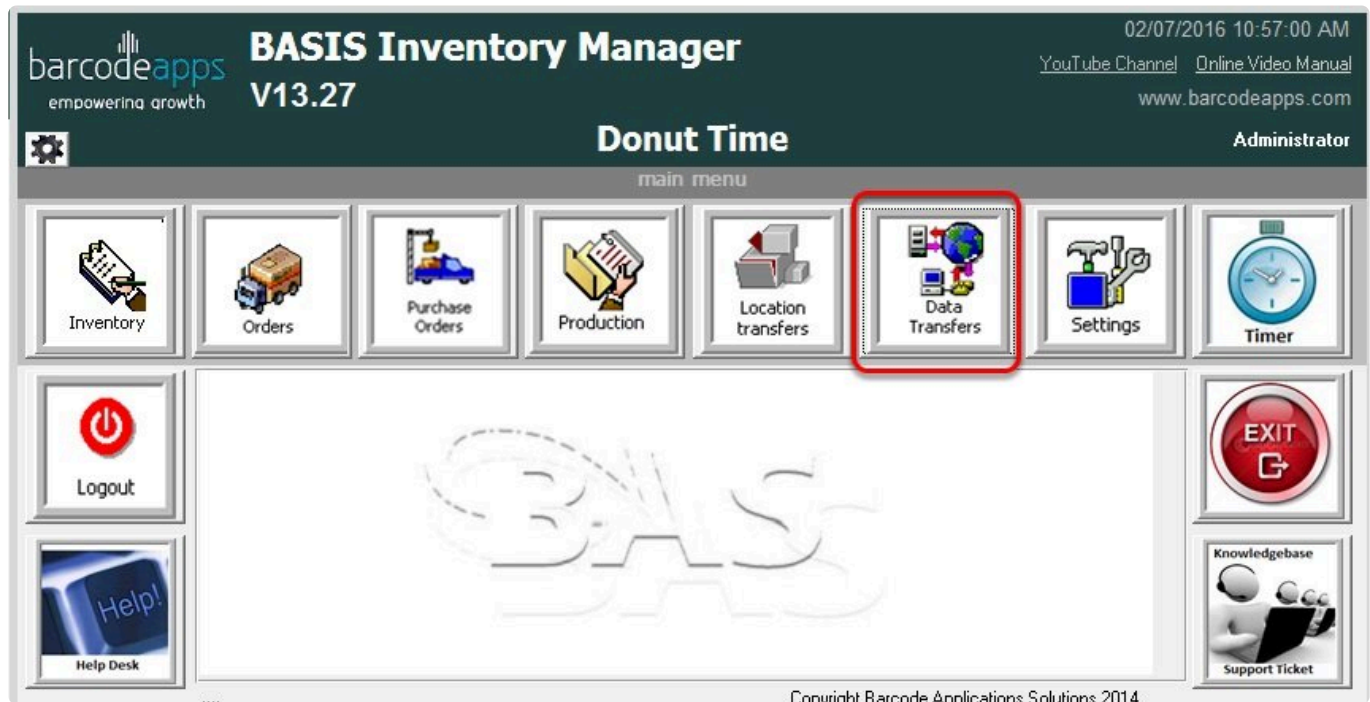 barcodeapps
empowering growth
BASIS Inventory Manager
V13.27
02/07/2016 10:57:00 AM
YouTube Channel Online Video Manual
www.barcodeapps.com
Donut Time
Administrator
main menu
Inventory
Orders
Purchase
Orders
Production
Location
transfers
Data
Transfers
Settings
Timer
Logout
BAS
EXIT
Help!
Help Desk
Knowledgebase
Support Ticket
Copyright Barcode Applications Solutions 2014